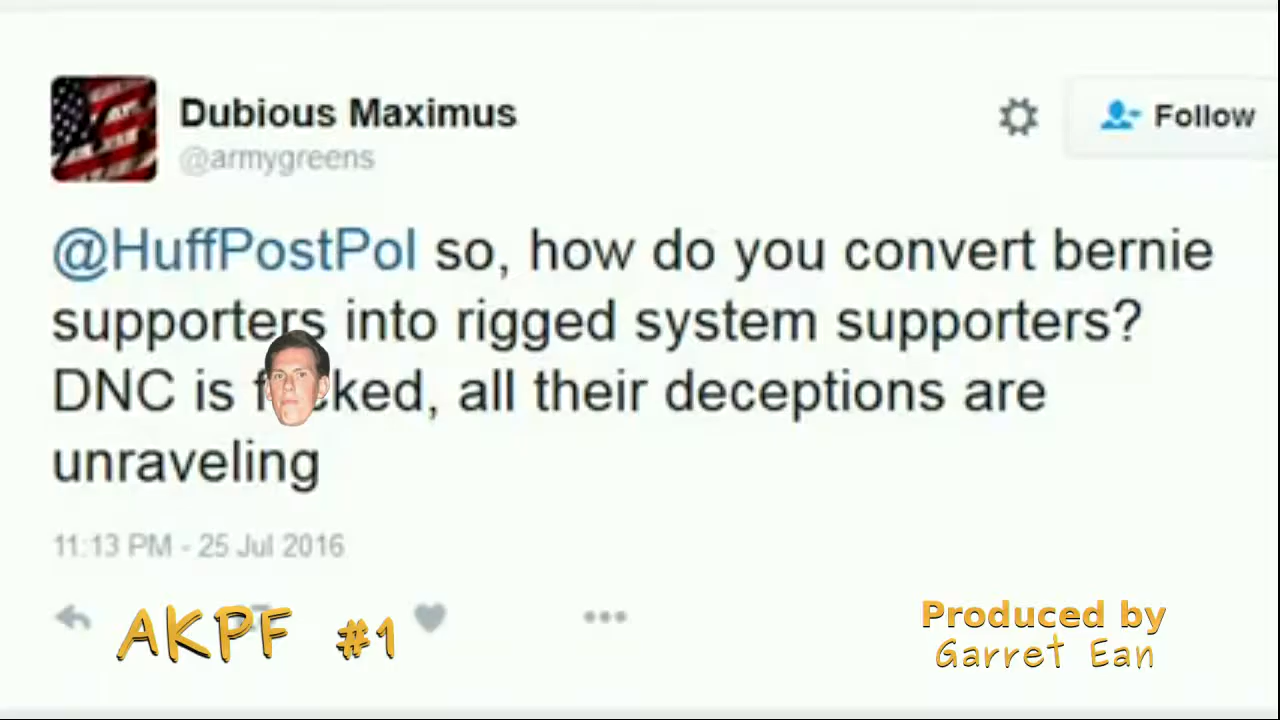 Dubious Maximus
@armygreens
Follow
@HuffPostPol so, how do you convert bernie
supporters into rigged system supporters?
DNC is f cked, all their deceptions are
unraveling
11:13 PM - 25 Jul 2016
AKPF #1
Produced by
Garret Ean